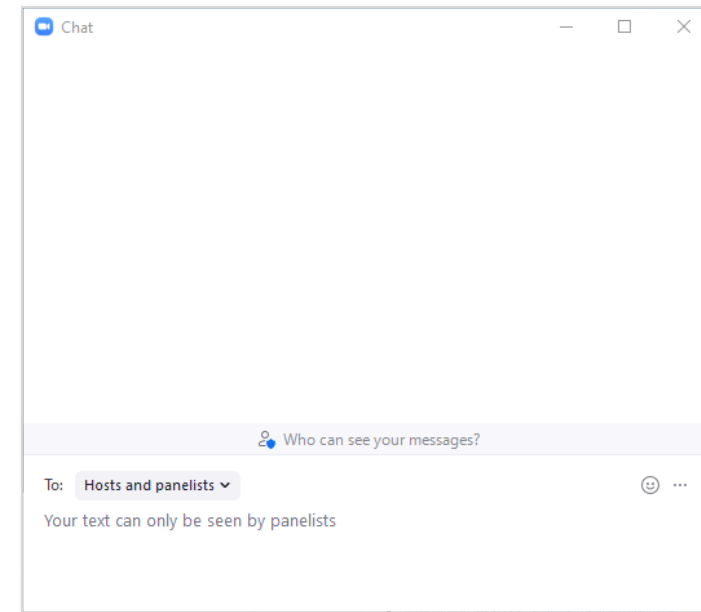 Chat
Who can see your messages?
To: Hosts and panelists
Your text can only be seen by panelists